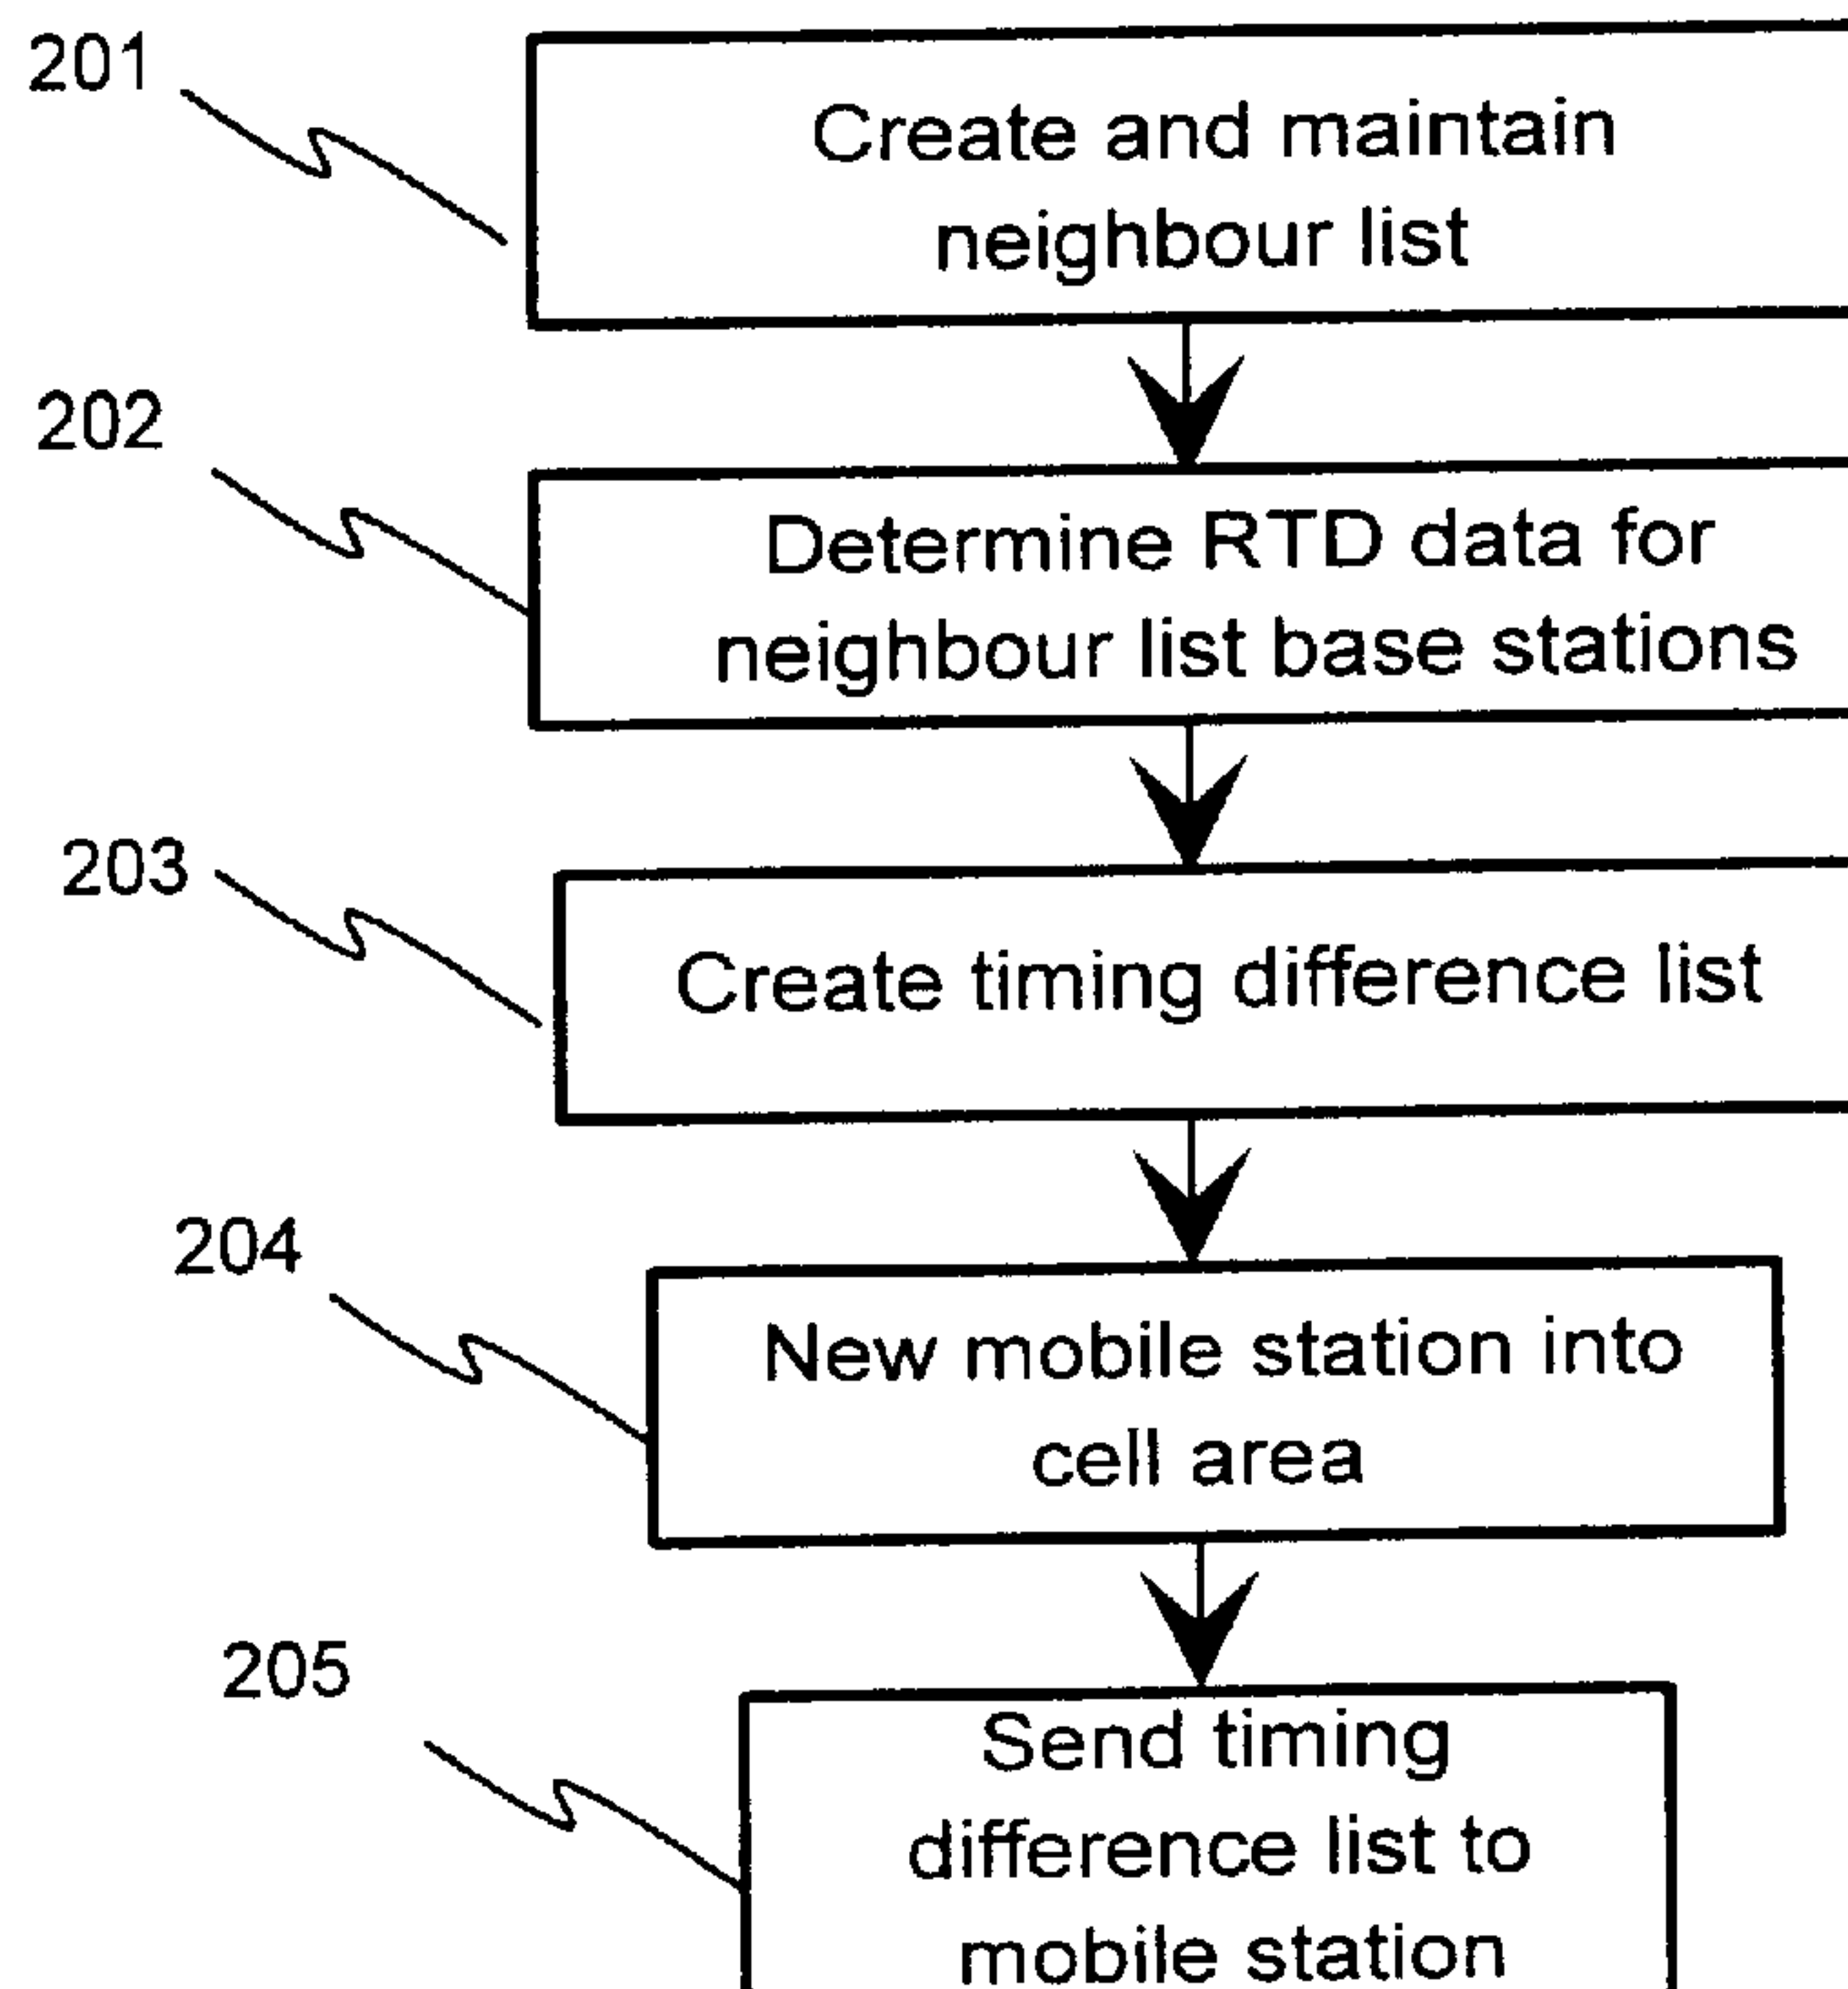 201
Create and maintain
neighbour list
202
Determine RTD data for
neighbour list base stations
203
Create timing difference list
204
New mobile station into
cell area
205
Send timing
difference list to
mobile station